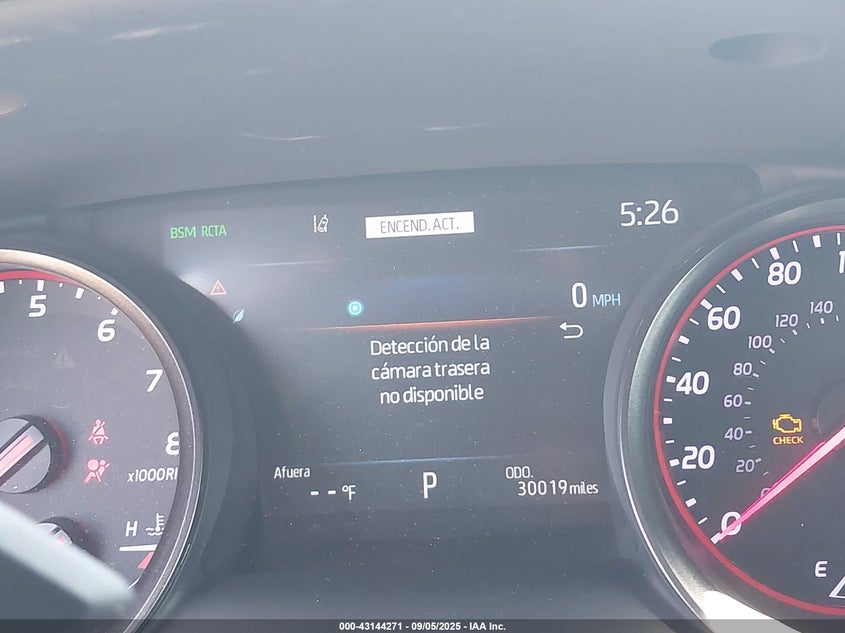 BSM RCTA
ENCEND. ACT.
5:26
0 MPH
Detección de la
cámara trasera
no disponible
Afuera
-- °F
P
ODO.
30019 miles
5
6
7
8
H
80
60
40
20
0
140
120
100
80
60
40
20
CHECK
E
000-43144271 - 09/05/2025 - IAA Inc.